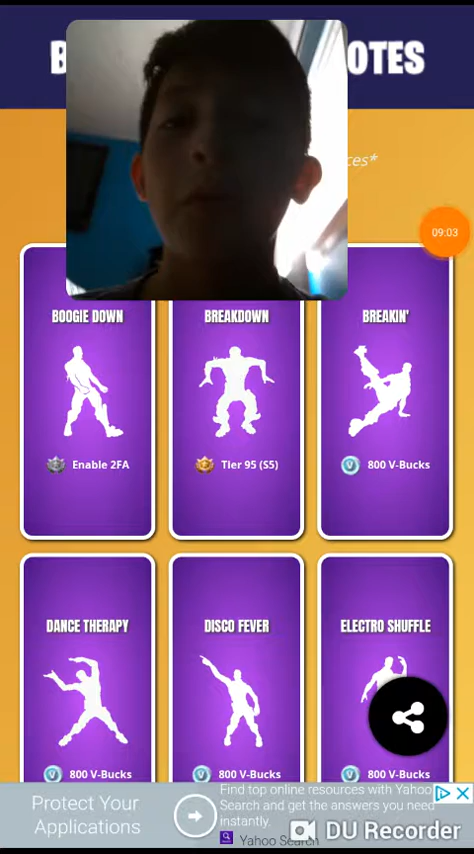 B
OTES
ces*
09:03
BOOGIE DOWN
BREAKDOWN
BREAKIN'
Enable 2FA
Tier 95 (S5)
800 V-Bucks
DANCE THERAPY
DISCO FEVER
ELECTRO SHUFFLE
800 V-Bucks
800 V-Bucks
800 V-Bucks
Protect Your
Applications
Find top online resources with Yahoo
Search and get the answers you need
instantly.
Yahoo Search
DU Recorder